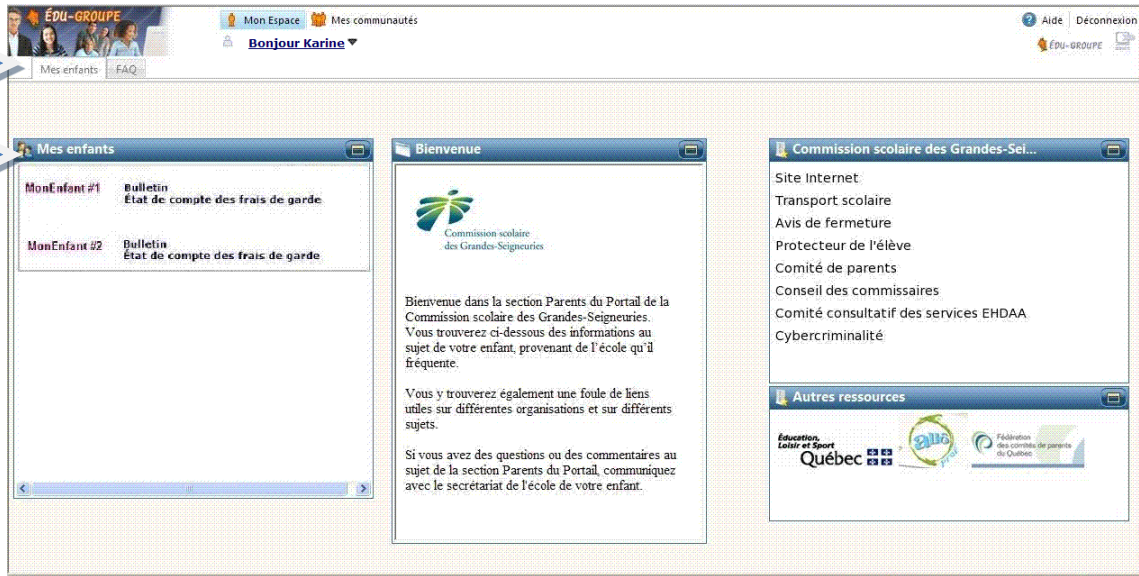 ÉDU-GROUPE
Mon Espace Mes communautés
Aide Déconnexion
Bonjour Karine
ÉDU-GROUPE
Mes enfants FAQ
Mes enfants
MonEnfant #1 Bulletin
État de compte des frais de garde
MonEnfant #2 Bulletin
État de compte des frais de garde
Bienvenue
Commission scolaire
des Grandes-Seigneuries
Bienvenue dans la section Parents du Portail de la
Commission scolaire des Grandes-Seigneuries.
Vous trouverez ci-dessous des informations au
sujet de votre enfant, provenant de l'école qu'il
fréquente.
Vous y trouverez également une foule de liens
utiles sur différentes organisations et sur différents
sujets.
Si vous avez des questions ou des commentaires au
sujet de la section Parents du Portail, communiquez
avec le secrétariat de l'école de votre enfant.
Commission scolaire des Grandes-Sei...
Site Internet
Transport scolaire
Avis de fermeture
Protecteur de l'élève
Comité de parents
Conseil des commissaires
Comité consultatif des services EHDAA
Cybercriminalité
Autres ressources
Éducation,
Loisir et Sport
Québec
allô
prof
Fédération
des comités de parents
du Québec